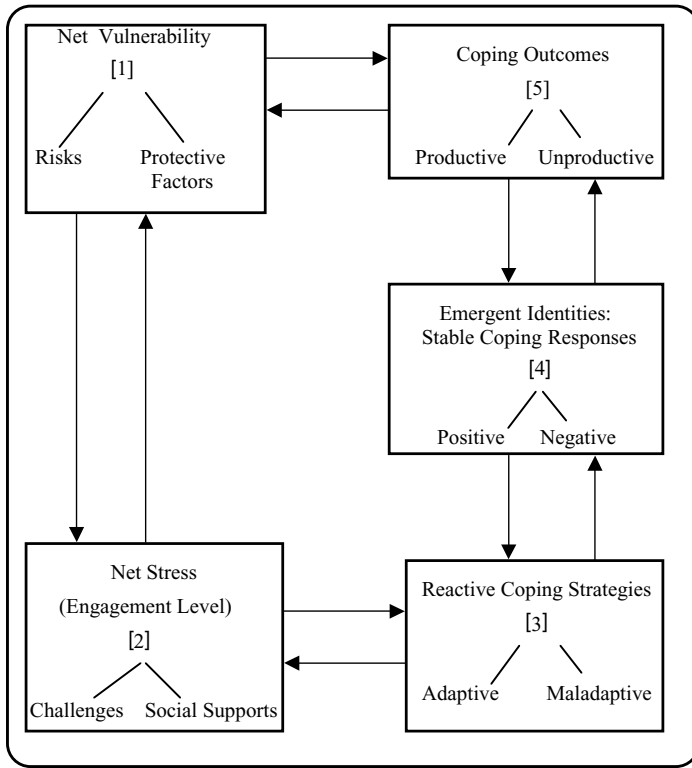 Net Vulnerability
[1]
Risks
Protective
Factors
Coping Outcomes
[5]
Productive Unproductive
Emergent Identities:
Stable Coping Responses
[4]
Positive Negative
Net Stress
(Engagement Level)
[2]
Challenges Social Supports
Reactive Coping Strategies
[3]
Adaptive Maladaptive